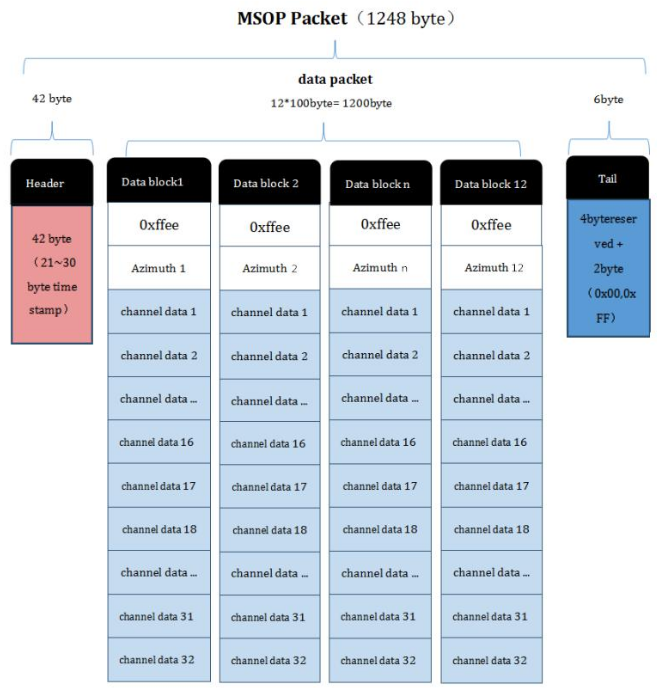 MSOP Packet（1248 byte）
data packet
42 byte
12*100byte= 1200byte
6byte
Header
Data block1
Data block 2
Data block n
Data block 12
Tail
42 byte
（21~30
byte time
stamp）
0xffee
0xffee
0xffee
0xffee
4bytereser
ved +
2byte
（0x00,0x
FF）
Azimuth 1
Azimuth 2
Azimuth n
Azimuth 12
channel data 1
channel data 1
channel data 1
channel data 1
channel data 2
channel data 2
channel data 2
channel data 2
channel data ...
channel data ...
channel data ...
channel data ...
channel data 16
channel data 16
channel data 16
channel data 16
channel data 17
channel data 17
channel data 17
channel data 17
channel data 18
channel data 18
channel data 18
channel data 18
channel data ...
channel data ...
channel data ...
channel data ...
channel data 31
channel data 31
channel data 31
channel data 31
channel data 32
channel data 32
channel data 32
channel data 32